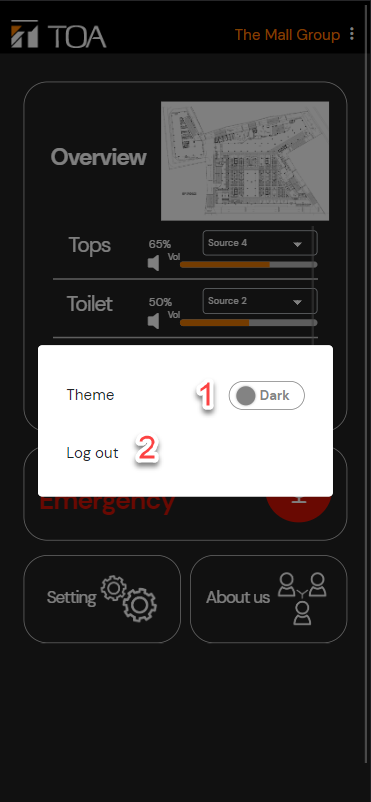 TOA
The Mall Group
Overview
Tops
65%
Vol
Source 4
Toilet
50%
Vol
Source 2
Theme
1
Dark
Log out
2
Emergency
Setting
About us